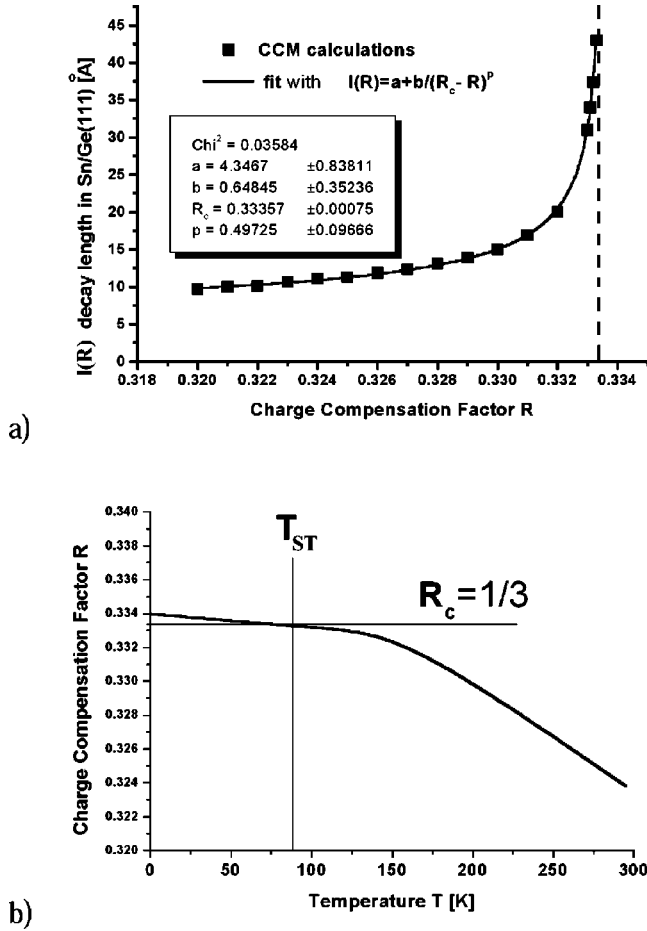 45
40
35
30
25
20
15
10
5
0
l(R) decay length in Sn/Ge(111) [Å]
CCM calculations
fit with l(R)=a+b/(R_c- R)^p
Chi² = 0.03584
a = 4.3467 ±0.83811
b = 0.64845 ±0.35236
R_c = 0.33357 ±0.00075
p = 0.49725 ±0.09666
0.318 0.320 0.322 0.324 0.326 0.328 0.330 0.332 0.334
Charge Compensation Factor R
a)
0.340
0.338
0.336
0.334
0.332
0.330
0.328
0.326
0.324
0.322
0.320
Charge Compensation Factor R
T_ST
R_c=1/3
0 50 100 150 200 250 300
Temperature T [K]
b)